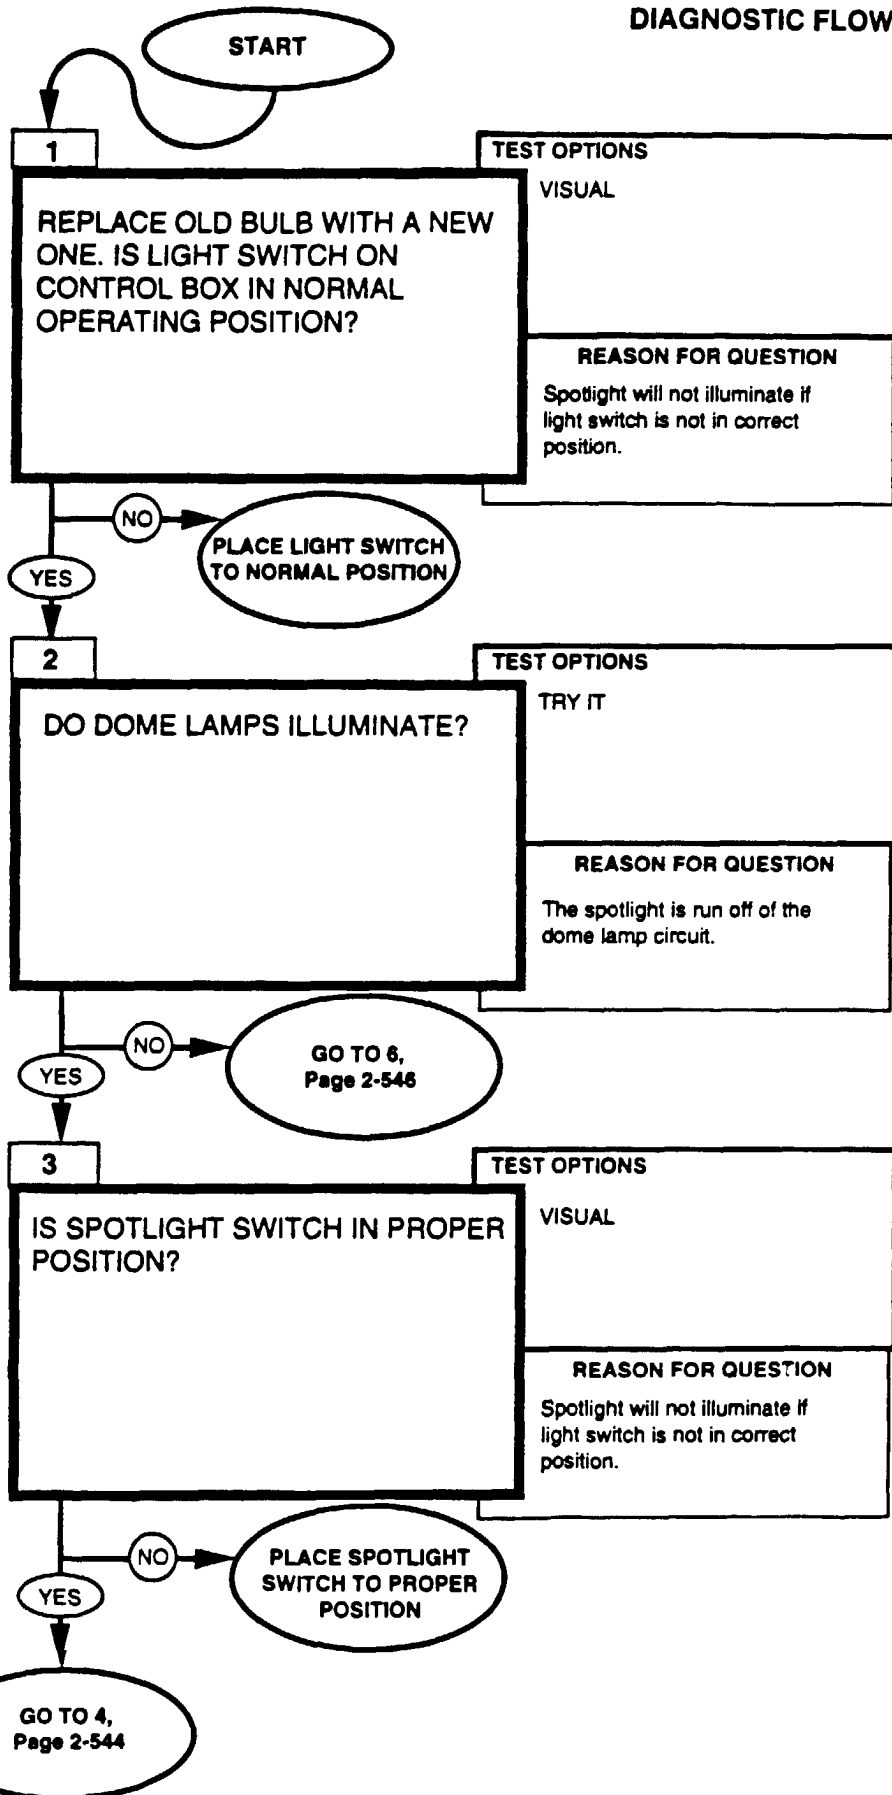 DIAGNOSTIC FLOW
START
1
REPLACE OLD BULB WITH A NEW
ONE. IS LIGHT SWITCH ON
CONTROL BOX IN NORMAL
OPERATING POSITION?
TEST OPTIONS
VISUAL
REASON FOR QUESTION
Spotlight will not illuminate if
light switch is not in correct
position.
NO
PLACE LIGHT SWITCH
TO NORMAL POSITION
YES
2
DO DOME LAMPS ILLUMINATE?
TEST OPTIONS
TRY IT
REASON FOR QUESTION
The spotlight is run off of the
dome lamp circuit.
NO
GO TO 6,
Page 2-546
YES
3
IS SPOTLIGHT SWITCH IN PROPER
POSITION?
TEST OPTIONS
VISUAL
REASON FOR QUESTION
Spotlight will not illuminate if
light switch is not in correct
position.
NO
PLACE SPOTLIGHT
SWITCH TO PROPER
POSITION
YES
GO TO 4,
Page 2-544